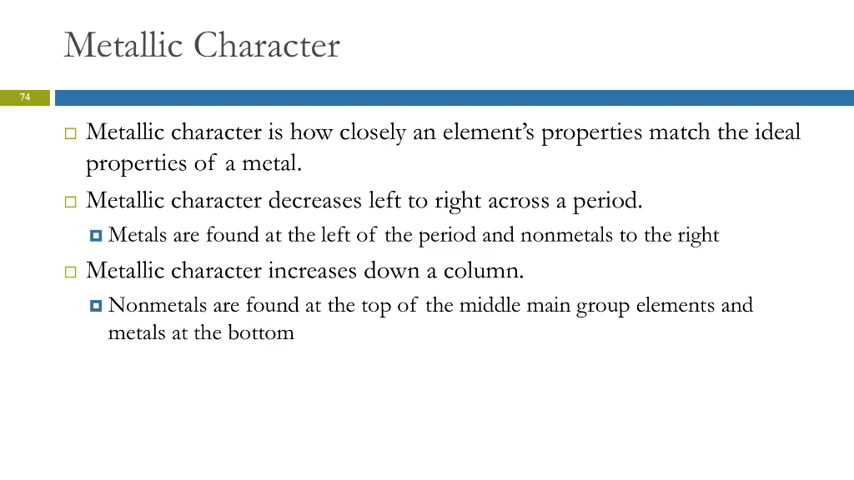 Metallic Character
74
Metallic character is how closely an element’s properties match the ideal
properties of a metal.
Metallic character decreases left to right across a period.
Metals are found at the left of the period and nonmetals to the right
Metallic character increases down a column.
Nonmetals are found at the top of the middle main group elements and
metals at the bottom